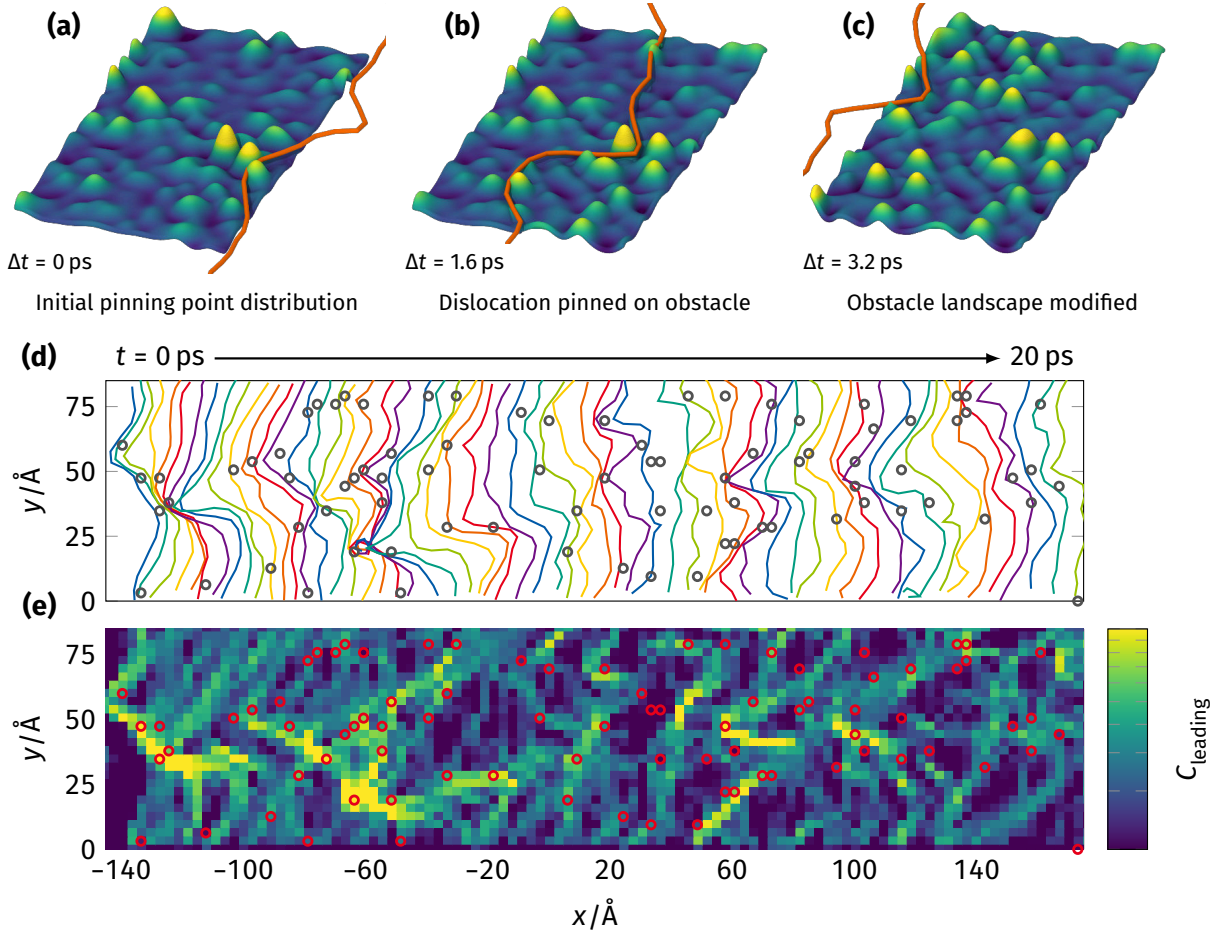 (a) (b) (c)
Δt = 0 ps Δt = 1.6 ps Δt = 3.2 ps
Initial pinning point distribution Dislocation pinned on obstacle Obstacle landscape modified
(d) t = 0 ps 20 ps
75
50
25
0
y/Å
(e)
75
50
25
0
y/Å
−140 −100 −60 −20 20 60 100 140
x/Å
C_leading